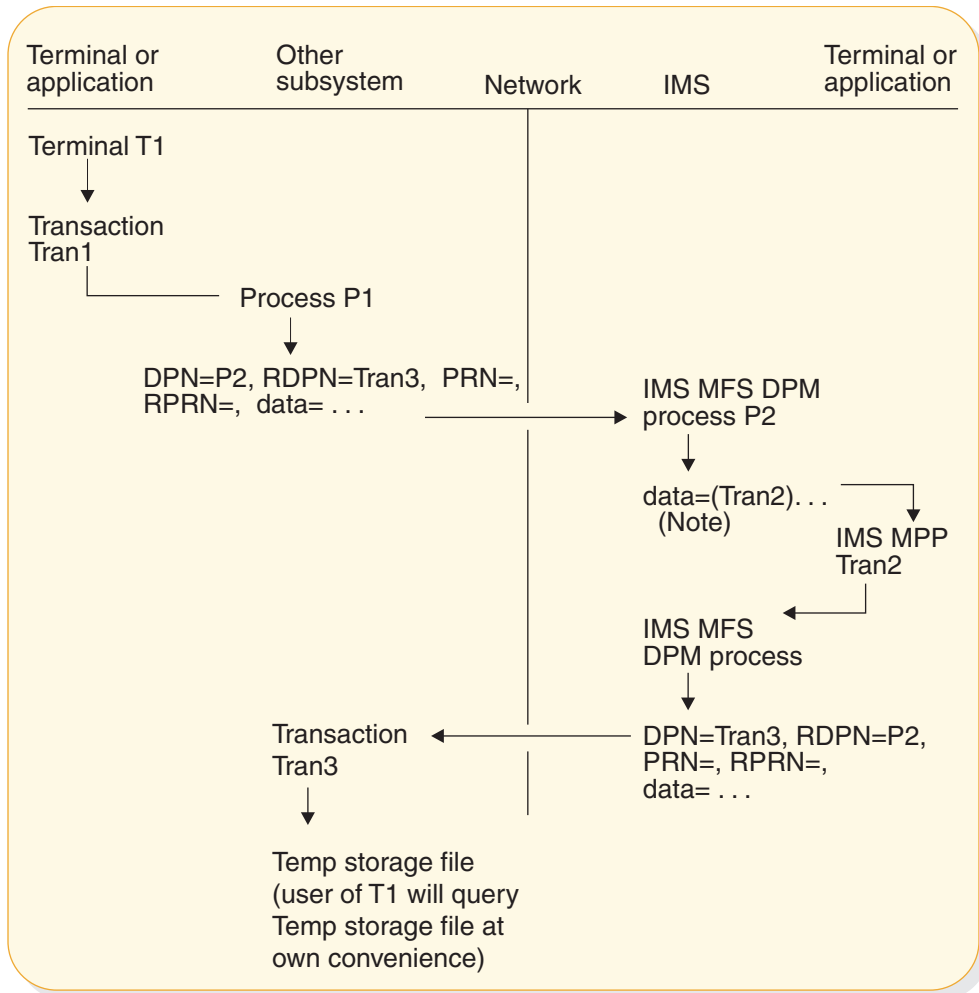 Terminal or
application
Other
subsystem
Network
IMS
Terminal or
application
Terminal T1
Transaction
Tran1
Process P1
DPN=P2, RDPN=Tran3, PRN=,
RPRN=, data= . . .
IMS MFS DPM
process P2
data=(Tran2). . .
(Note)
IMS MPP
Tran2
IMS MFS
DPM process
DPN=Tran3, RDPN=P2,
PRN=, RPRN=,
data= . . .
Transaction
Tran3
Temp storage file
(user of T1 will query
Temp storage file at
own convenience)